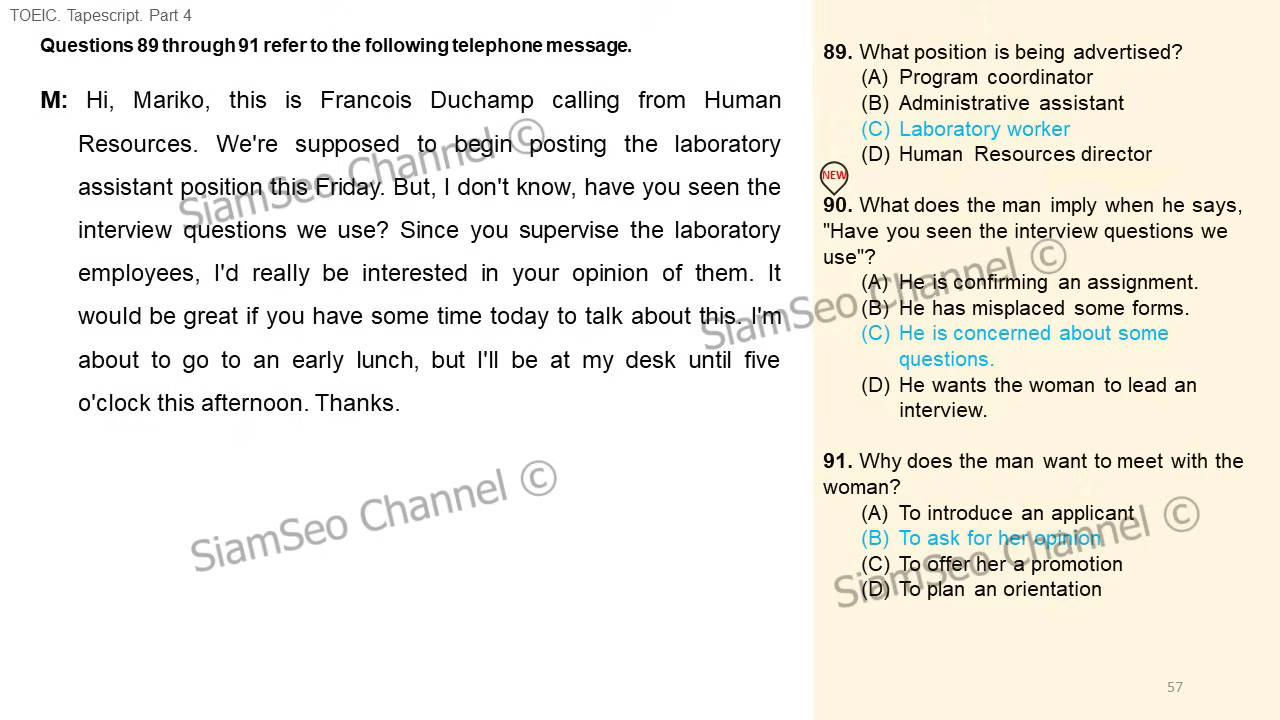 TOEIC. Tapescript. Part 4
Questions 89 through 91 refer to the following telephone message.
M: Hi, Mariko, this is Francois Duchamp calling from Human
Resources. We're supposed to begin posting the laboratory
assistant position this Friday. But, I don't know, have you seen the
interview questions we use? Since you supervise the laboratory
employees, I'd really be interested in your opinion of them. It
would be great if you have some time today to talk about this. I'm
about to go to an early lunch, but I'll be at my desk until five
o'clock this afternoon. Thanks.
SiamSeo Channel ©
SiamSeo Channel ©
89. What position is being advertised?
(A) Program coordinator
(B) Administrative assistant
(C) Laboratory worker
(D) Human Resources director
NEW
90. What does the man imply when he says,
"Have you seen the interview questions we
use"?
(A) He is confirming an assignment.
(B) He has misplaced some forms.
(C) He is concerned about some
questions.
(D) He wants the woman to lead an
interview.
SiamSeo Channel ©
91. Why does the man want to meet with the
woman?
(A) To introduce an applicant
(B) To ask for her opinion
(C) To offer her a promotion
(D) To plan an orientation
SiamSeo Channel ©
57